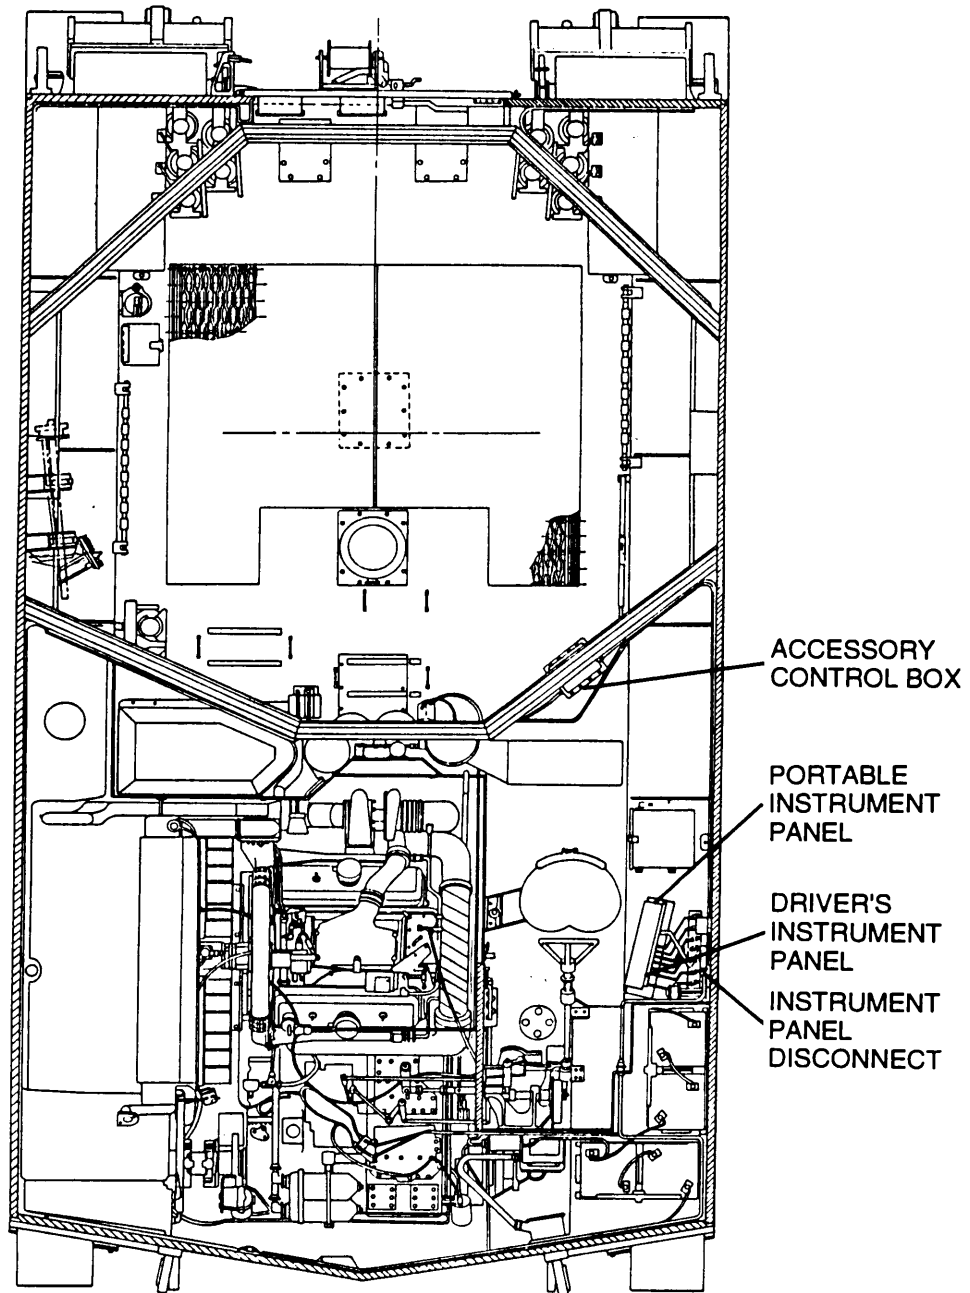 ACCESSORY
CONTROL BOX
PORTABLE
INSTRUMENT
PANEL
DRIVER'S
INSTRUMENT
PANEL
INSTRUMENT
PANEL
DISCONNECT